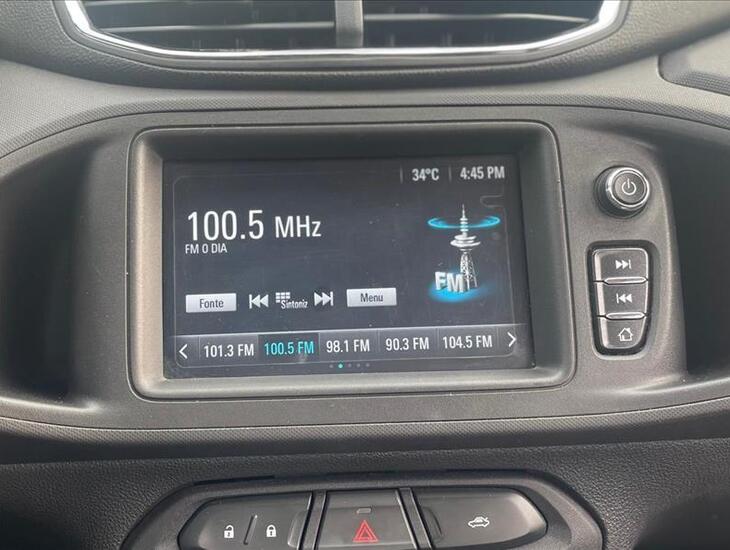 34°C 4:45 PM
100.5 MHz
FM O DIA
FM
Fonte Sintoniz Menu
101.3 FM 100.5 FM 98.1 FM 90.3 FM 104.5 FM